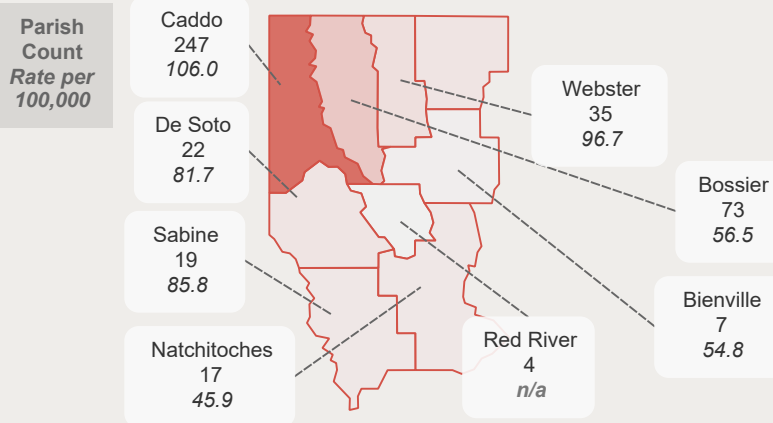 Parish
Count
Rate per
100,000
Caddo
247
106.0
De Soto
22
81.7
Sabine
19
85.8
Natchitoches
17
45.9
Webster
35
96.7
Bossier
73
56.5
Bienville
7
54.8
Red River
4
n/a